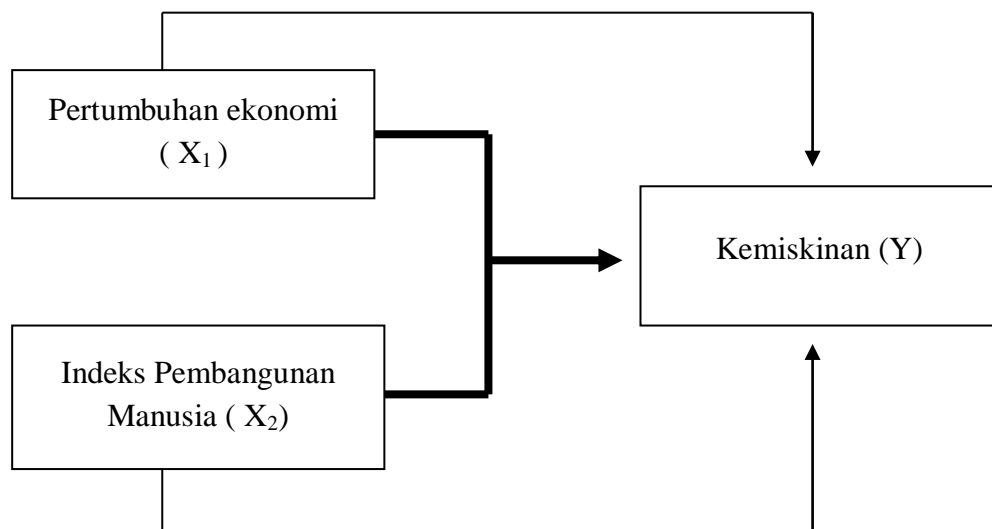 Pertumbuhan ekonomi
( X₁ )
Kemiskinan (Y)
Indeks Pembangunan
Manusia ( X₂)